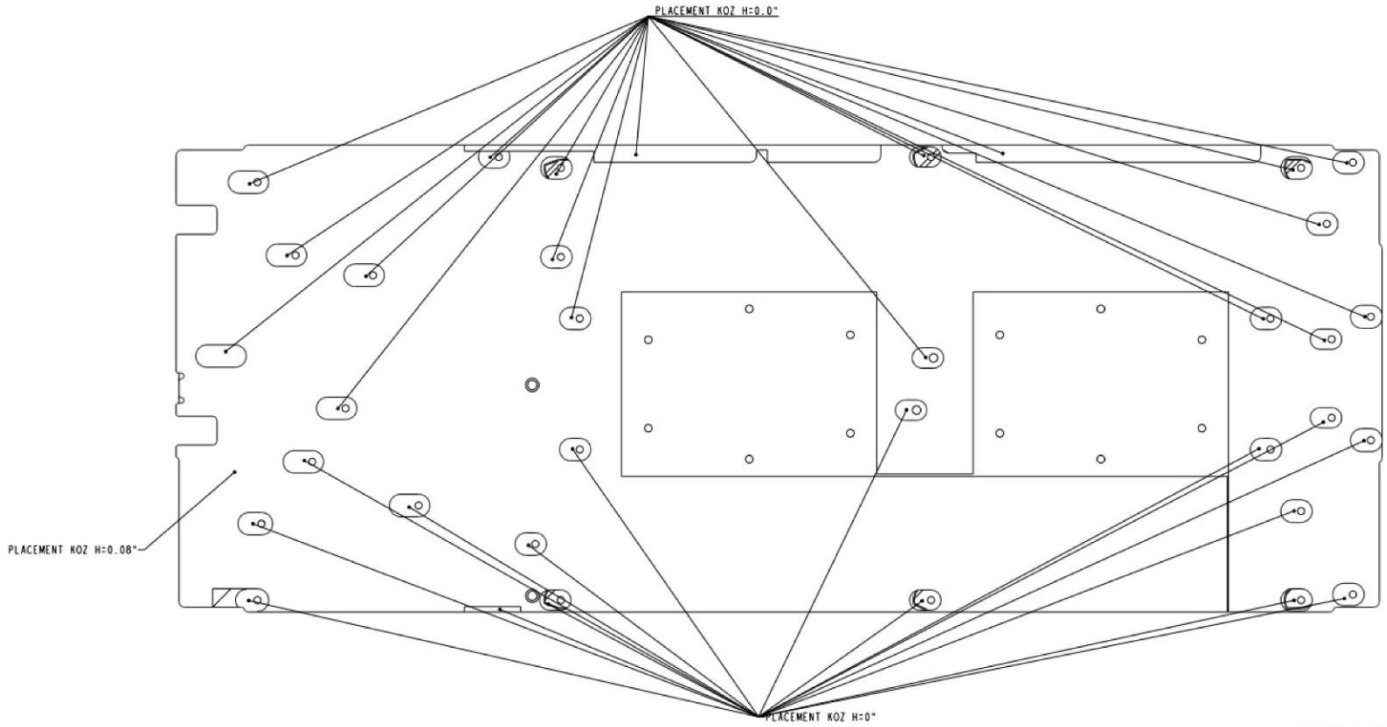 PLACEMENT KOZ H=0.0"
PLACEMENT KOZ H=0.08"
PLACEMENT KOZ H=0"